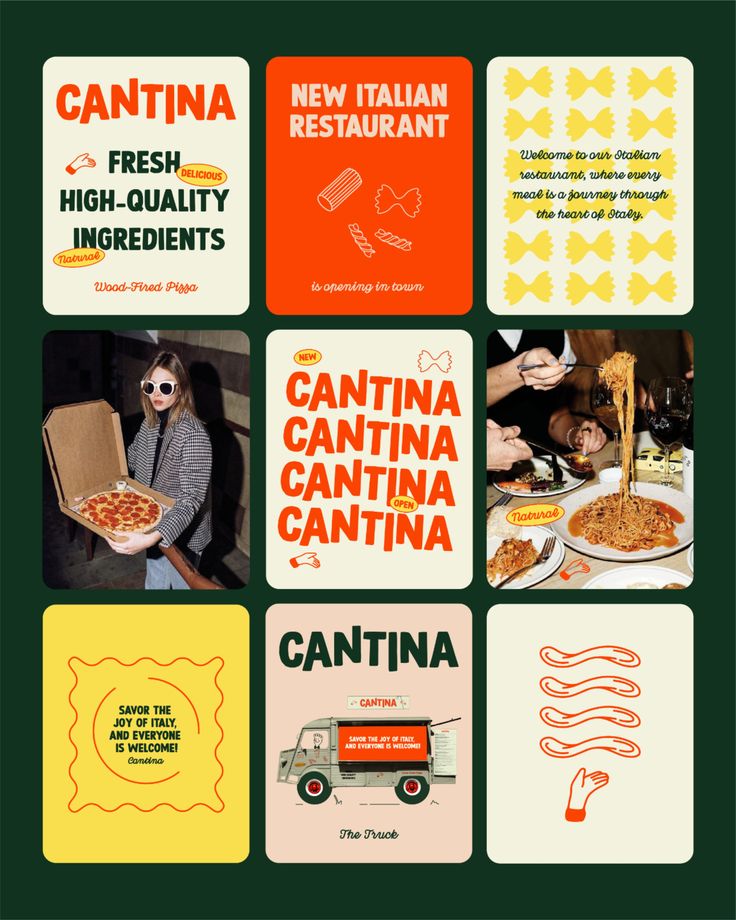 CANTINA
FRESH
DELICIOUS
HIGH-QUALITY
INGREDIENTS
Natural
Wood-Fired Pizza
NEW ITALIAN
RESTAURANT
is opening in town
Welcome to our Italian
restaurant, where every
meal is a journey through
the heart of Italy.
NEW
CANTINA
CANTINA
CANTINA
OPEN
CANTINA
Natural
SAVOR THE
JOY OF ITALY,
AND EVERYONE
IS WELCOME!
Cantina
CANTINA
CANTINA
SAVOR THE JOY OF ITALY,
AND EVERYONE IS WELCOME!
The Truck